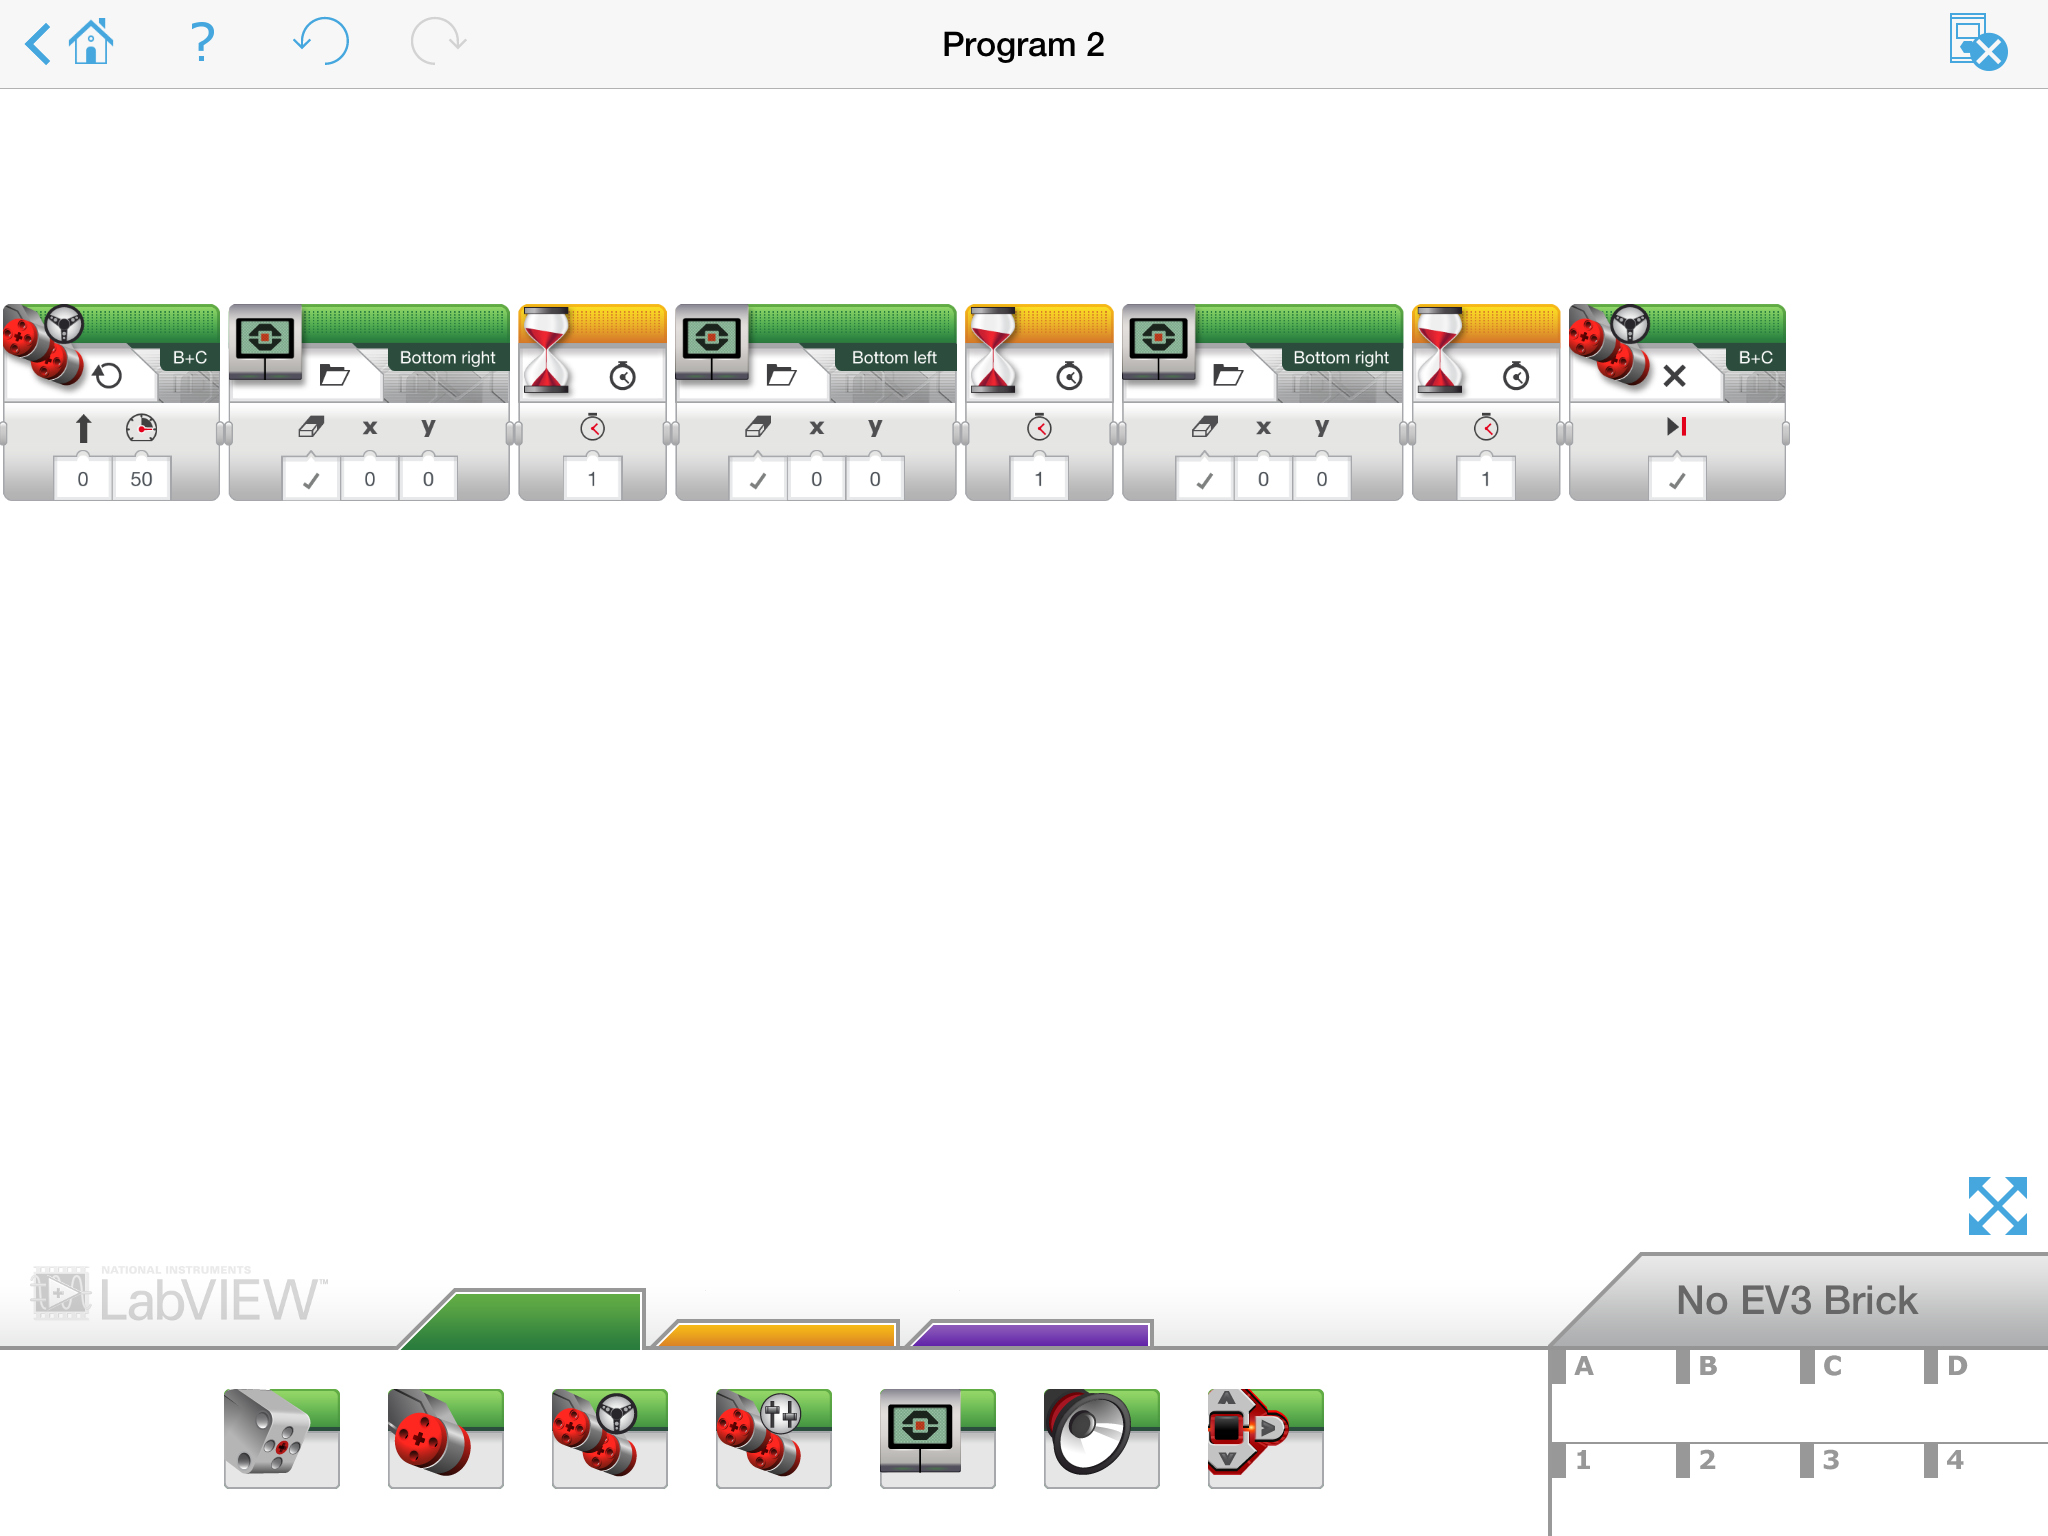 ?
Program 2
B+C
Bottom right
Bottom left
Bottom right
B+C
x y
x y
x y
0 50
0 0
1
0 0
1
0 0
1
NATIONAL INSTRUMENTS
LabVIEW™
No EV3 Brick
A B C D
1 2 3 4